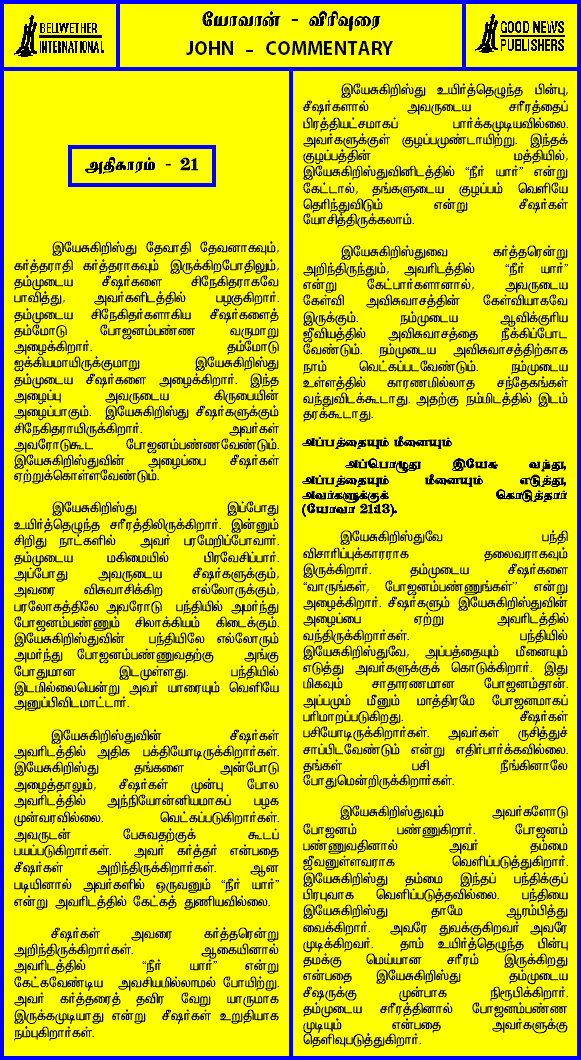 BELWETHER
INTERNATIONAL
யோவான் - விரிவுரை
JOHN - COMMENTARY
GOOD NEWS
PUBLISHERS
அதிகாரம் - 21
இயேசுகிறிஸ்து தேவாதி தேவனாகவும்,
கர்த்தாதி கர்த்தராகவும் இருக்கிறபோதிலும்,
தம்முடைய சீஷர்களை சிநேகிதராகவே
பாவித்து, அவர்களிடத்தில் பழகுகிறார்.
தம்முடைய சிநேகிதர்களாகிய சீஷர்களைத்
தம்மோடு போஜனம்பண்ண வருமாறு
அழைக்கிறார். தம்மோடு
ஐக்கியமாயிருக்குமாறு இயேசுகிறிஸ்து
தம்முடைய சீஷர்களை அழைக்கிறார். இந்த
அழைப்பு அவருடைய கிருபையின்
அழைப்பாகும். இயேசுகிறிஸ்து சீஷர்களுக்கும்
சிநேகிதராயிருக்கிறார். அவர்கள்
அவரோடுகூட போஜனம்பண்ணவேண்டும்.
இயேசுகிறிஸ்துவின் அழைப்பை சீஷர்கள்
ஏற்றுக்கொள்ளவேண்டும்.
இயேசுகிறிஸ்து இப்போது
உயிர்த்தெழுந்த சரீரத்திலிருக்கிறார். இன்னும்
சிறிது நாட்களில் அவர் பரமேறிப்போவார்.
தம்முடைய மகிமையில் பிரவேசிப்பார்.
அப்போது அவருடைய சீஷர்களுக்கும்,
அவரை விசுவாசிக்கிற எல்லோருக்கும்,
பரலோகத்திலே அவரோடு பந்தியில் அமர்ந்து
போஜனம்பண்ணும் சிலாக்கியம் கிடைக்கும்.
இயேசுகிறிஸ்துவின் பந்தியிலே எல்லோரும்
அமர்ந்து போஜனம்பண்ணுவதற்கு அங்கு
போதுமான இடமுள்ளது. பந்தியில்
இடமில்லையென்று அவர் யாரையும் வெளியே
அனுப்பிவிடமாட்டார்.
இயேசுகிறிஸ்துவின் சீஷர்கள்
அவரிடத்தில் அதிக பக்தியோடிருக்கிறார்கள்.
இயேசுகிறிஸ்து தங்களை அன்போடு
அழைத்தாலும், சீஷர்கள் முன்பு போல
அவரிடத்தில் அந்நியோன்னியமாகப் பழக
முன்வரவில்லை. வெட்கப்படுகிறார்கள்.
அவருடன் பேசுவதற்குக் கூடப்
பயப்படுகிறார்கள். அவர் கர்த்தர் என்பதை
சீஷர்கள் அறிந்திருக்கிறார்கள். ஆன
படியினால் அவர்களில் ஒருவனும் “நீர் யார்”
என்று அவரிடத்தில் கேட்கத் துணியவில்லை.
சீஷர்கள் அவரை கர்த்தரென்று
அறிந்திருக்கிறார்கள். ஆகையினால்
அவரிடத்தில் “நீர் யார்” என்று
கேட்கவேண்டிய அவசியமில்லாமல் போயிற்று.
அவர் கர்த்தரைத் தவிர வேறு யாருமாக
இருக்கமுடியாது என்று சீஷர்கள் உறுதியாக
நம்புகிறார்கள்.
இயேசுகிறிஸ்து உயிர்த்தெழுந்த பின்பு,
சீஷர்களால் அவருடைய சரீரத்தைப்
பிரத்தியட்சமாகப் பார்க்கமுடியவில்லை.
அவர்களுக்குள் குழப்பமுண்டாயிற்று. இந்தக்
குழப்பத்தின் மத்தியில்,
இயேசுகிறிஸ்துவினிடத்தில் “நீர் யார்” என்று
கேட்டால், தங்களுடைய குழப்பம் வெளியே
தெரிந்துவிடும் என்று சீஷர்கள்
யோசித்திருக்கலாம்.
இயேசுகிறிஸ்துவை கர்த்தரென்று
அறிந்திருந்தும், அவரிடத்தில் “நீர் யார்”
என்று கேட்பார்களானால், அவருடைய
கேள்வி அவிசுவாசத்தின் கேள்வியாகவே
இருக்கும். நம்முடைய ஆவிக்குரிய
ஜீவியத்தில் அவிசுவாசத்தை நீக்கிப்போட
வேண்டும். நம்முடைய அவிசுவாசத்திற்காக
நாம் வெட்கப்படவேண்டும். நம்முடைய
உள்ளத்தில் காரணமில்லாத சந்தேகங்கள்
வந்துவிடக்கூடாது. அதற்கு நம்மிடத்தில் இடம்
தரக்கூடாது.
அப்பத்தையும் மீனையும்
அப்பொழுது இயேசு வந்து,
அப்பத்தையும் மீனையும் எடுத்து,
அவர்களுக்குக் கொடுத்தார்
(யோவா 21:13).
இயேசுகிறிஸ்துவே பந்தி
விசாரிப்புக்காரராக தலைவராகவும்
இருக்கிறார். தம்முடைய சீஷர்களை
“வாருங்கள், போஜனம்பண்ணுங்கள்” என்று
அழைக்கிறார். சீஷர்களும் இயேசுகிறிஸ்துவின்
அழைப்பை ஏற்று அவரிடத்தில்
வந்திருக்கிறார்கள். பந்தியில்
இயேசுகிறிஸ்துவே, அப்பத்தையும் மீனையும்
எடுத்து அவர்களுக்குக் கொடுக்கிறார். இது
மிகவும் சாதாரணமான போஜனம்தான்.
அப்பமும் மீனும் மாத்திரமே போஜனமாகப்
பரிமாறப்படுகிறது. சீஷர்கள்
பசியோடிருக்கிறார்கள். அவர்கள் ருசித்துச்
சாப்பிடவேண்டும் என்று எதிர்பார்க்கவில்லை.
தங்கள் பசி நீங்கினாலே
போதுமென்றிருக்கிறார்கள்.
இயேசுகிறிஸ்துவும் அவர்களோடு
போஜனம் பண்ணுகிறார். போஜனம்
பண்ணுவதினால் அவர் தம்மை
ஜீவனுள்ளவராக வெளிப்படுத்துகிறார்.
இயேசுகிறிஸ்து தம்மை இந்தப் பந்திக்குப்
பிரபுவாக வெளிப்படுத்தவில்லை. பந்தியை
இயேசுகிறிஸ்து தாமே ஆரம்பித்து
வைக்கிறார். அவரே துவக்குகிறவர் அவரே
முடிக்கிறவர். தாம் உயிர்த்தெழுந்த பின்பு
தமக்கு மெய்யான சரீரம் இருக்கிறது
என்பதை இயேசுகிறிஸ்து தம்முடைய
சீஷருக்கு முன்பாக நிரூபிக்கிறார்.
தம்முடைய சரீரத்தினால் போஜனம்பண்ண
முடியும் என்பதை அவர்களுக்கு
தெளிவுபடுத்துகிறார்.